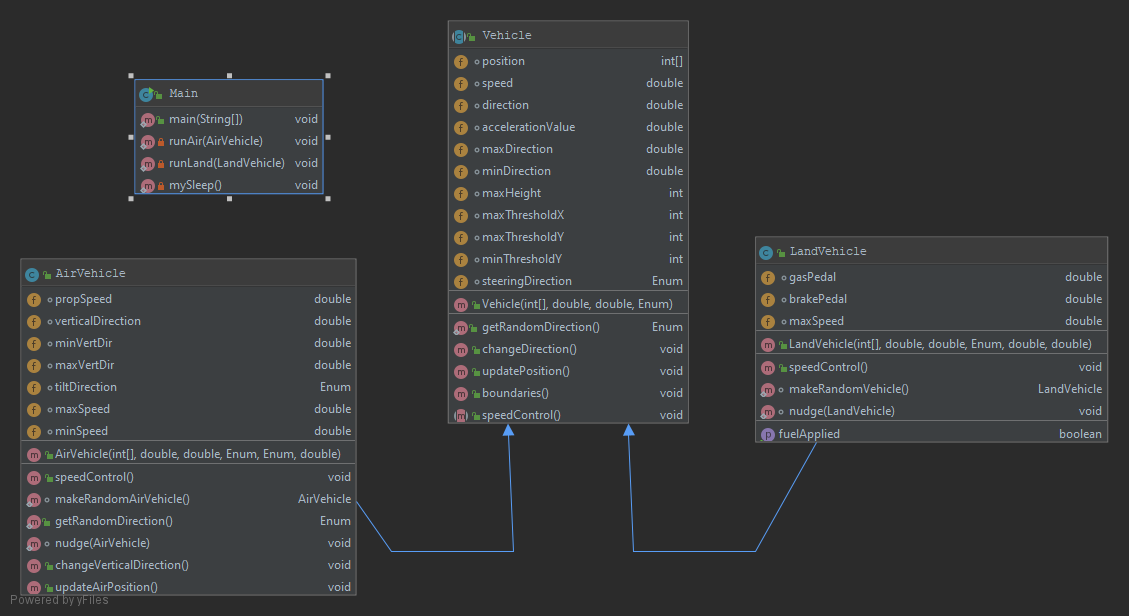 Main
main(String[]) void
runAir(AirVehicle) void
runLand(LandVehicle) void
mySleep() void
Vehicle
position int[]
speed double
direction double
accelerationValue double
maxDirection double
minDirection double
maxHeight int
maxThresholdX int
maxThresholdY int
minThresholdY int
steeringDirection Enum
Vehicle(int[], double, double, Enum)
getRandomDirection() Enum
changeDirection() void
updatePosition() void
boundaries() void
speedControl() void
AirVehicle
propSpeed double
verticalDirection double
minVertDir double
maxVertDir double
tiltDirection Enum
maxSpeed double
minSpeed double
AirVehicle(int[], double, double, Enum, Enum, double)
speedControl() void
makeRandomAirVehicle() AirVehicle
getRandomDirection() Enum
nudge(AirVehicle) void
changeVerticalDirection() void
updateAirPosition() void
LandVehicle
gasPedal double
brakePedal double
maxSpeed double
LandVehicle(int[], double, double, Enum, double, double)
speedControl() void
makeRandomVehicle() LandVehicle
nudge(LandVehicle) void
fuelApplied boolean
Powered by yFiles